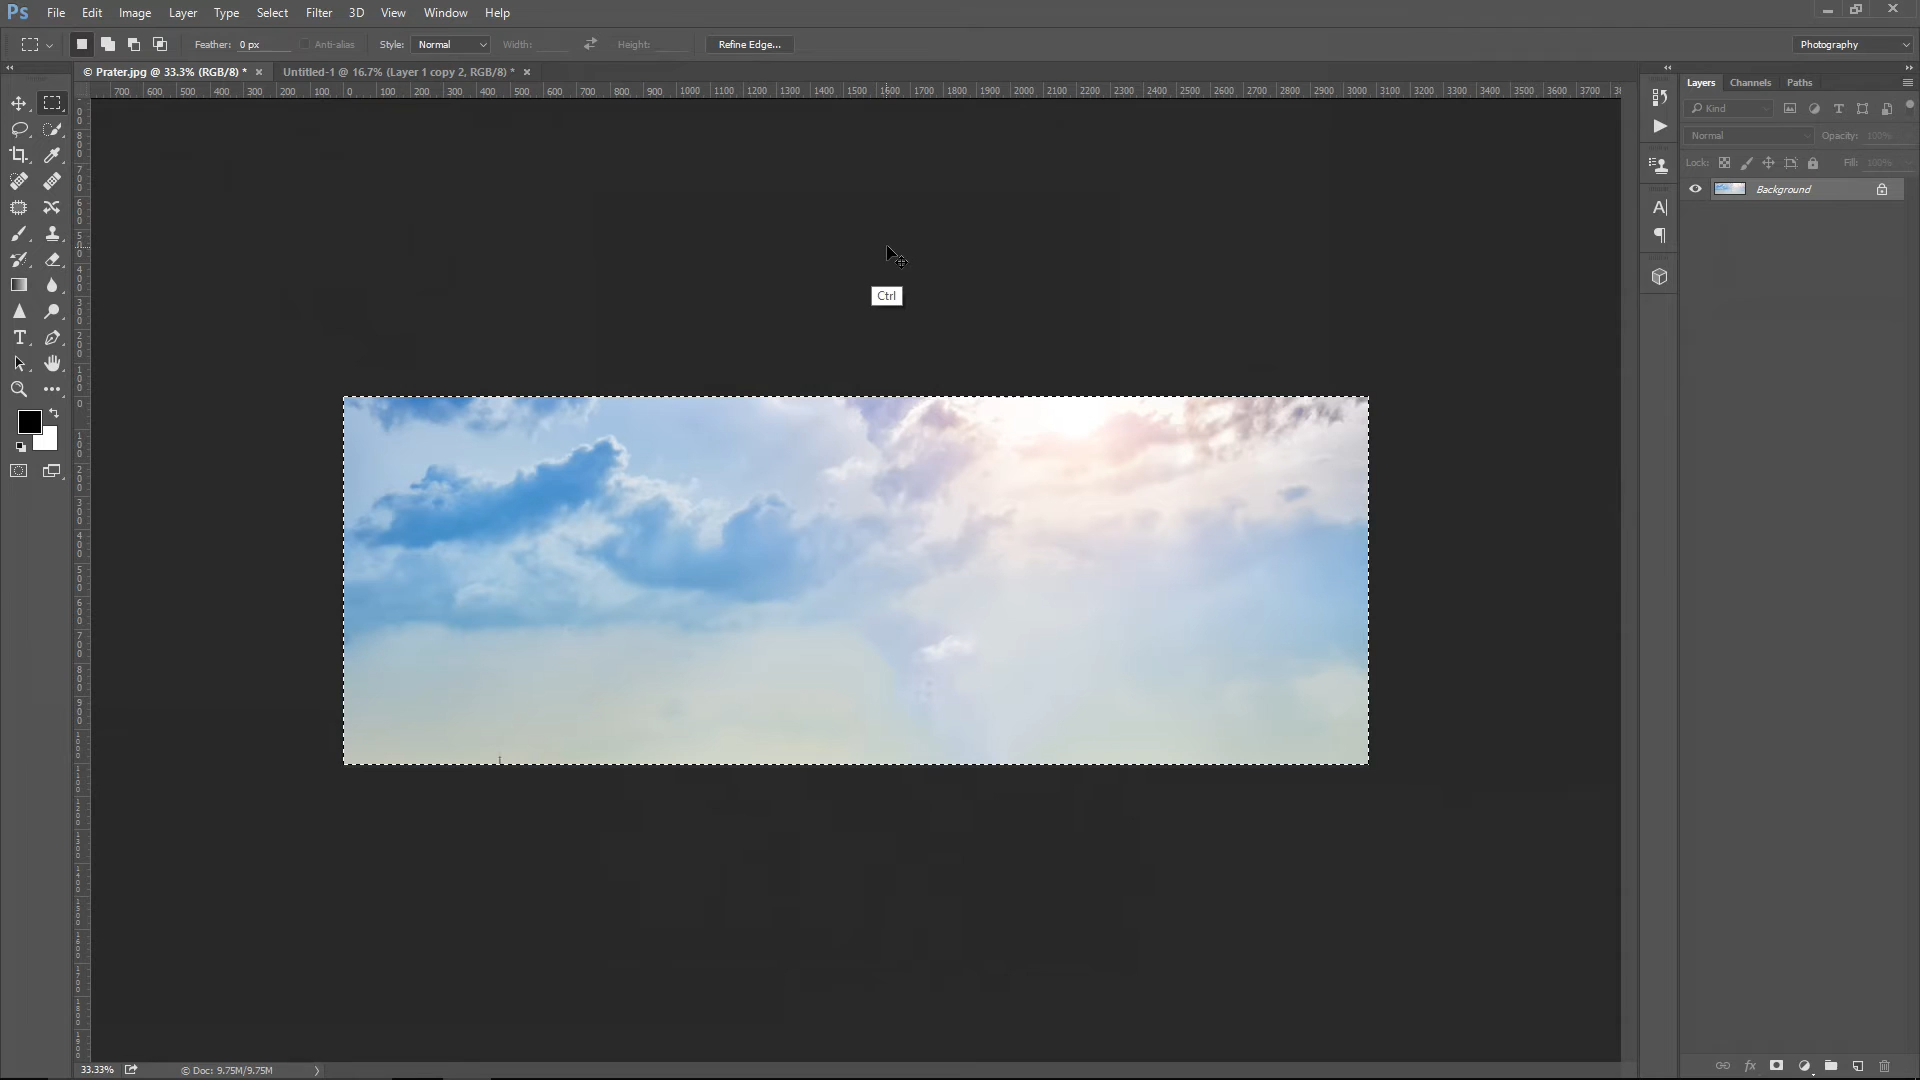 Ps File Edit Image Layer Type Select Filter 3D View Window Help
Feather: 0 px Anti-alias Style: Normal Width: Height: Refine Edge... Photography
© Prater.jpg @ 33.3% (RGB/8) * × Untitled-1 @ 16.7% (Layer 1 copy 2, RGB/8) * ×
Layers Channels Paths
700 600 500 400 300 200 100 0 100 200 300 400 500 600 700 800 900 1000 1100 1200 1300 1400 1500 1600 1700 1800 1900 2000 2100 2200 2300 2400 2500 2600 2700 2800 2900 3000 3100 3200 3300 3400 3500 3600 3700
Kind
Normal Opacity: 100%
Lock: Fill: 100%
Background
Ctrl
33.33% © Doc: 9.75M/9.75M